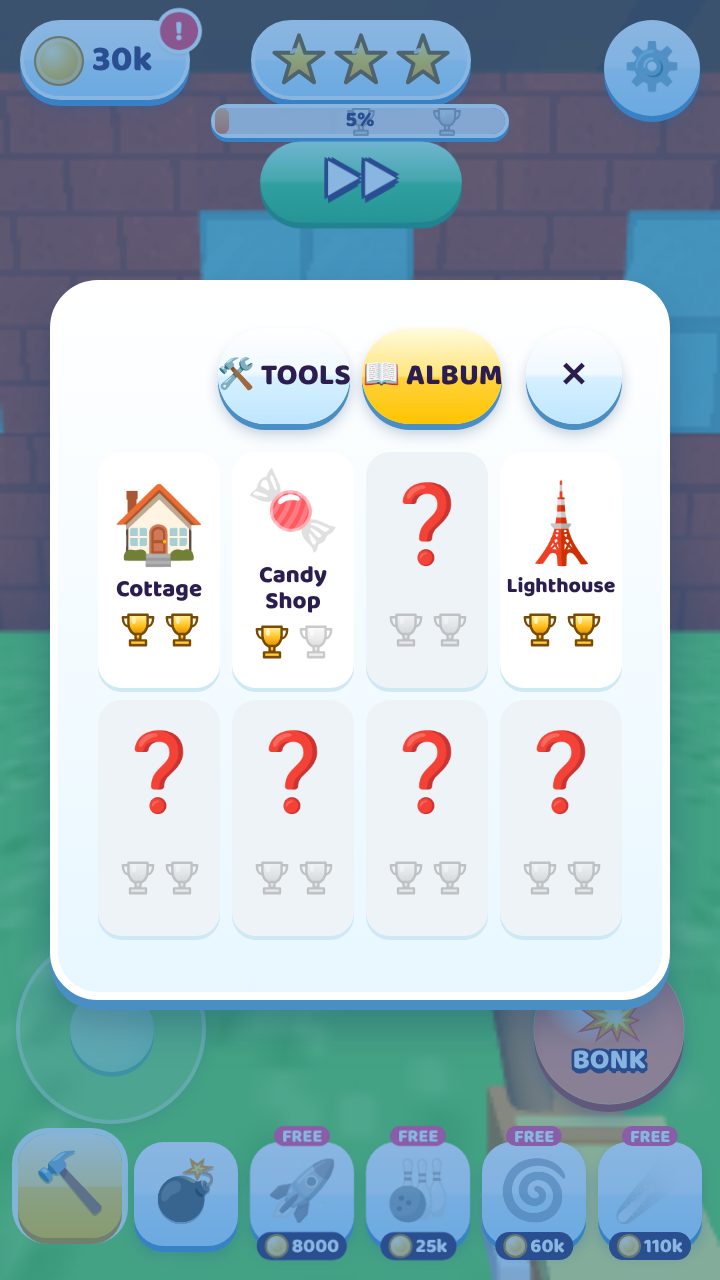 !
30k
5%
🛠️ TOOLS
📖 ALBUM
✕
❓
Cottage
Candy
Shop
Lighthouse
❓
❓
❓
❓
BONK
FREE
FREE
FREE
FREE
8000
25k
60k
110k